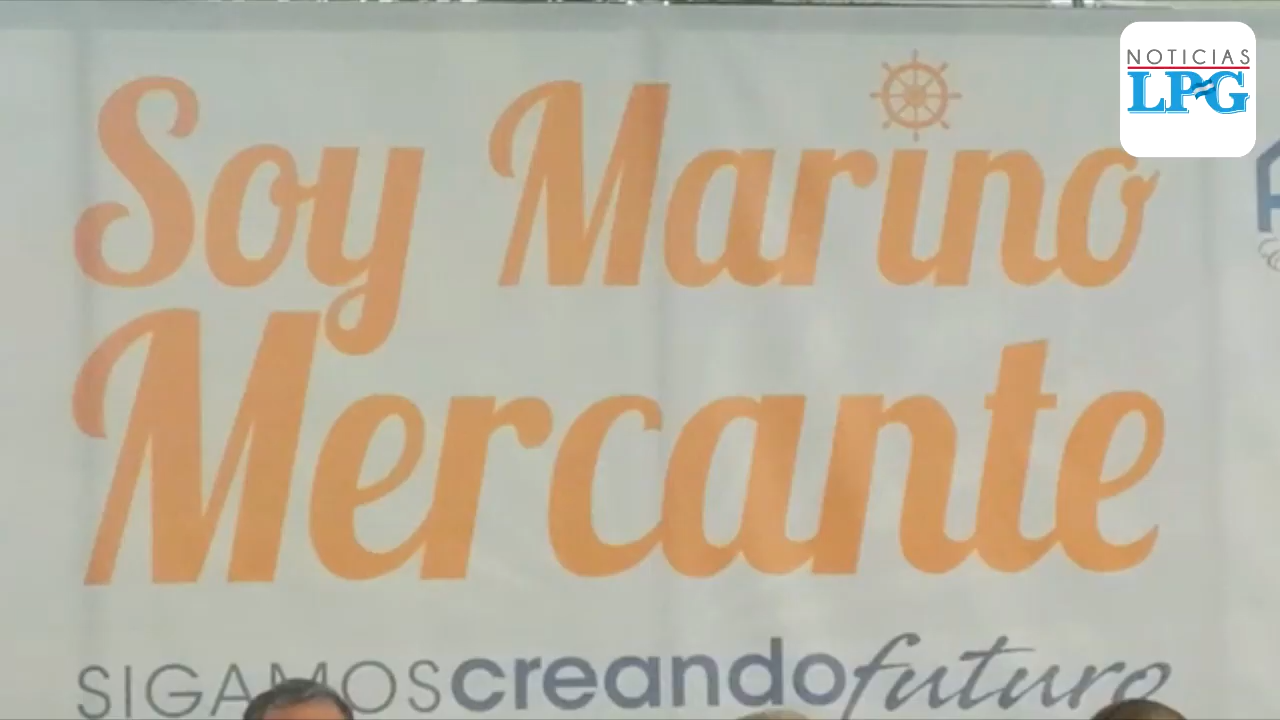 NOTICIAS
LPG
Soy Marino
Mercante
SIGAMOS creando futuro